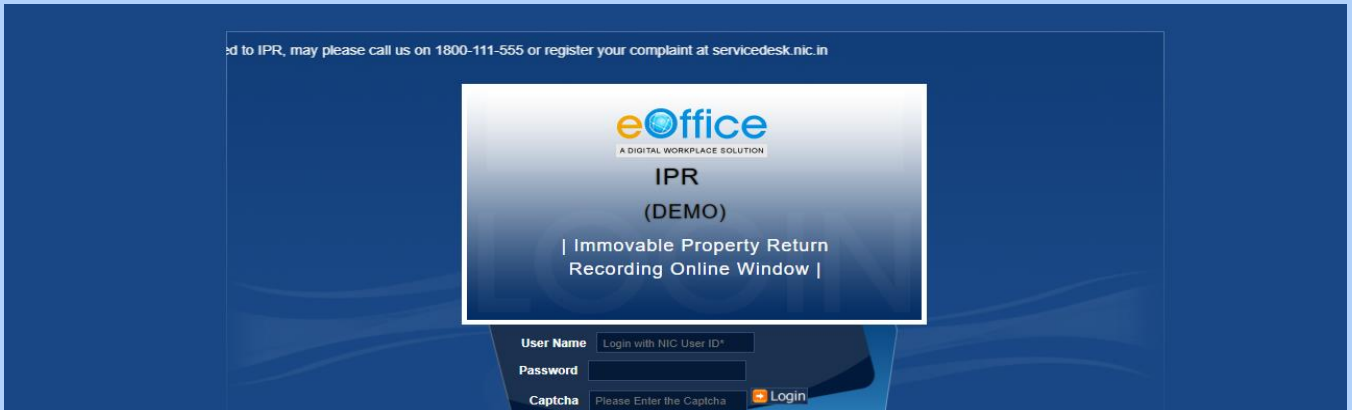 ed to IPR, may please call us on 1800-111-555 or register your complaint at servicedesk.nic.in
eOffice
A DIGITAL WORKPLACE SOLUTION
IPR
(DEMO)
LOGIN
| Immovable Property Return
Recording Online Window |
User Name Login with NIC User ID*
Password
Captcha Please Enter the Captcha Login